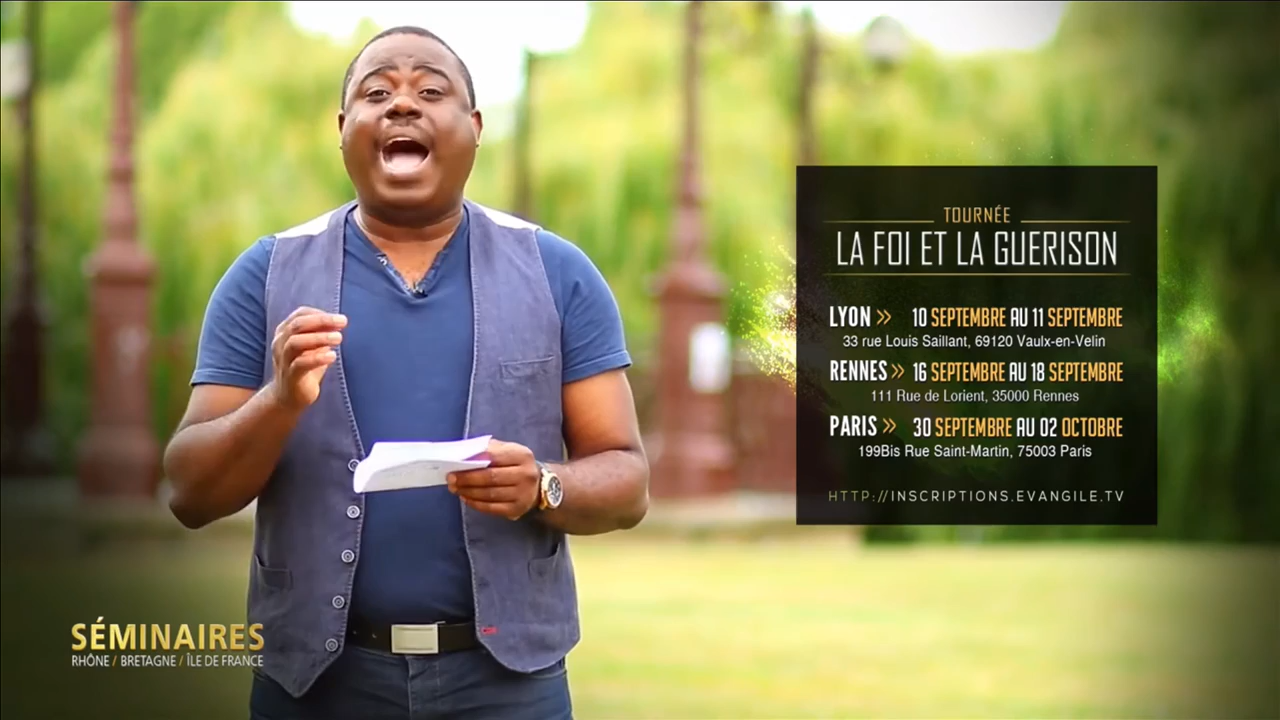 TOURNÉE
LA FOI ET LA GUERISON
LYON » 10 SEPTEMBRE AU 11 SEPTEMBRE
33 rue Louis Saillant, 69120 Vaulx-en-Velin
RENNES » 16 SEPTEMBRE AU 18 SEPTEMBRE
111 Rue de Lorient, 35000 Rennes
PARIS » 30 SEPTEMBRE AU 02 OCTOBRE
199Bis Rue Saint-Martin, 75003 Paris
HTTP://INSCRIPTIONS.EVANGILE.TV
SÉMINAIRES
RHÔNE / BRETAGNE / ÎLE DE FRANCE